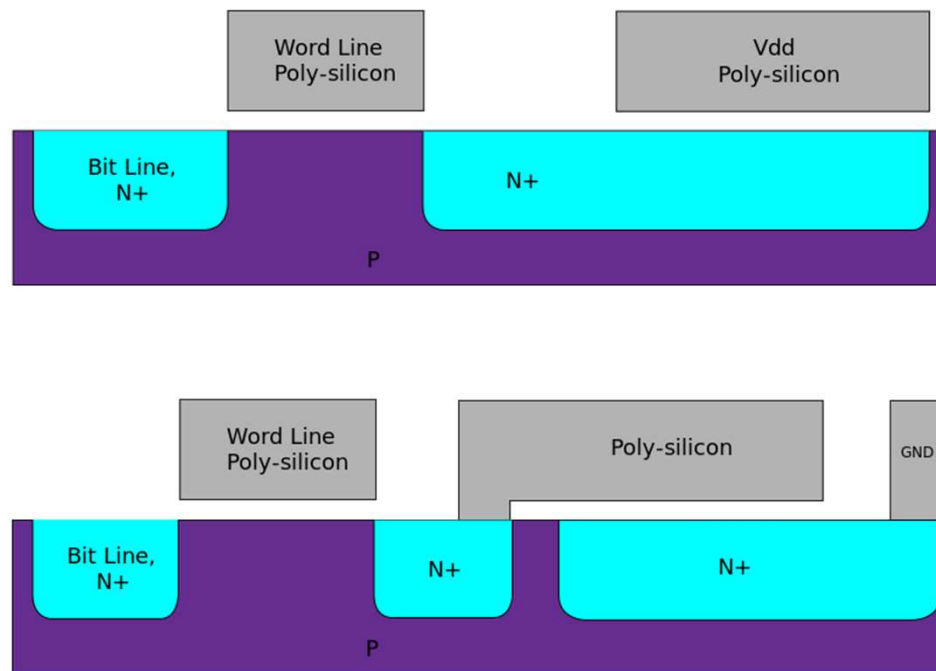 Word Line
Poly-silicon
Vdd
Poly-silicon
Bit Line,
N+
N+
P
Word Line
Poly-silicon
Poly-silicon
GND
Bit Line,
N+
N+
N+
P